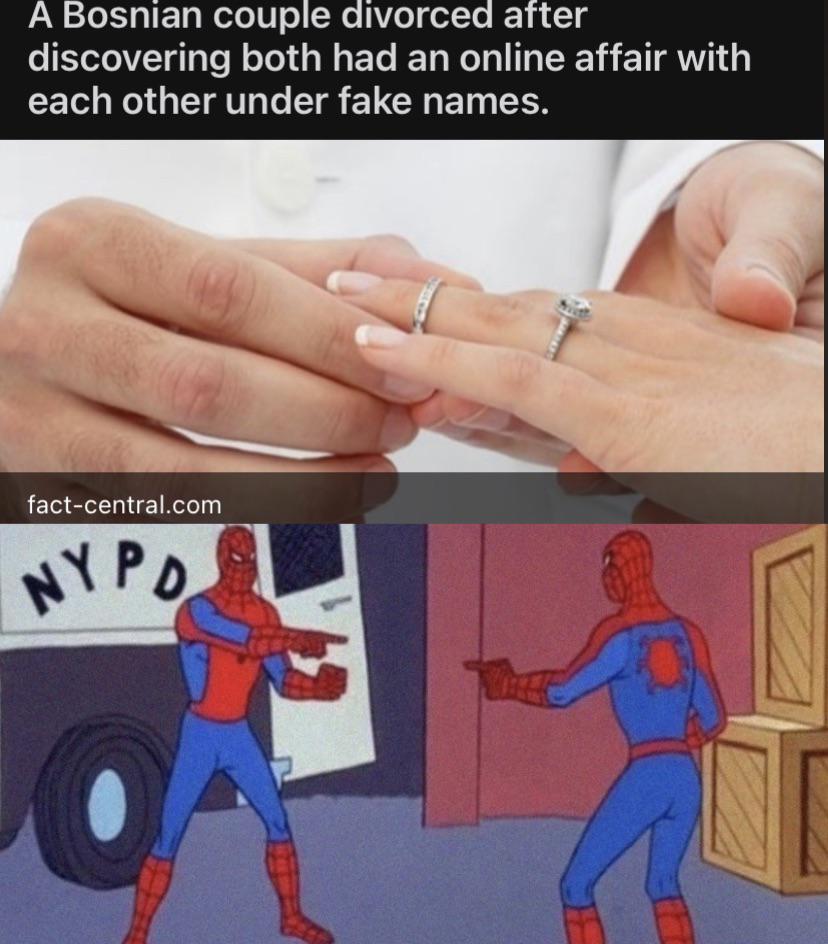 A Bosnian couple divorced after
discovering both had an online affair with
each other under fake names.
fact-central.com
NYPD